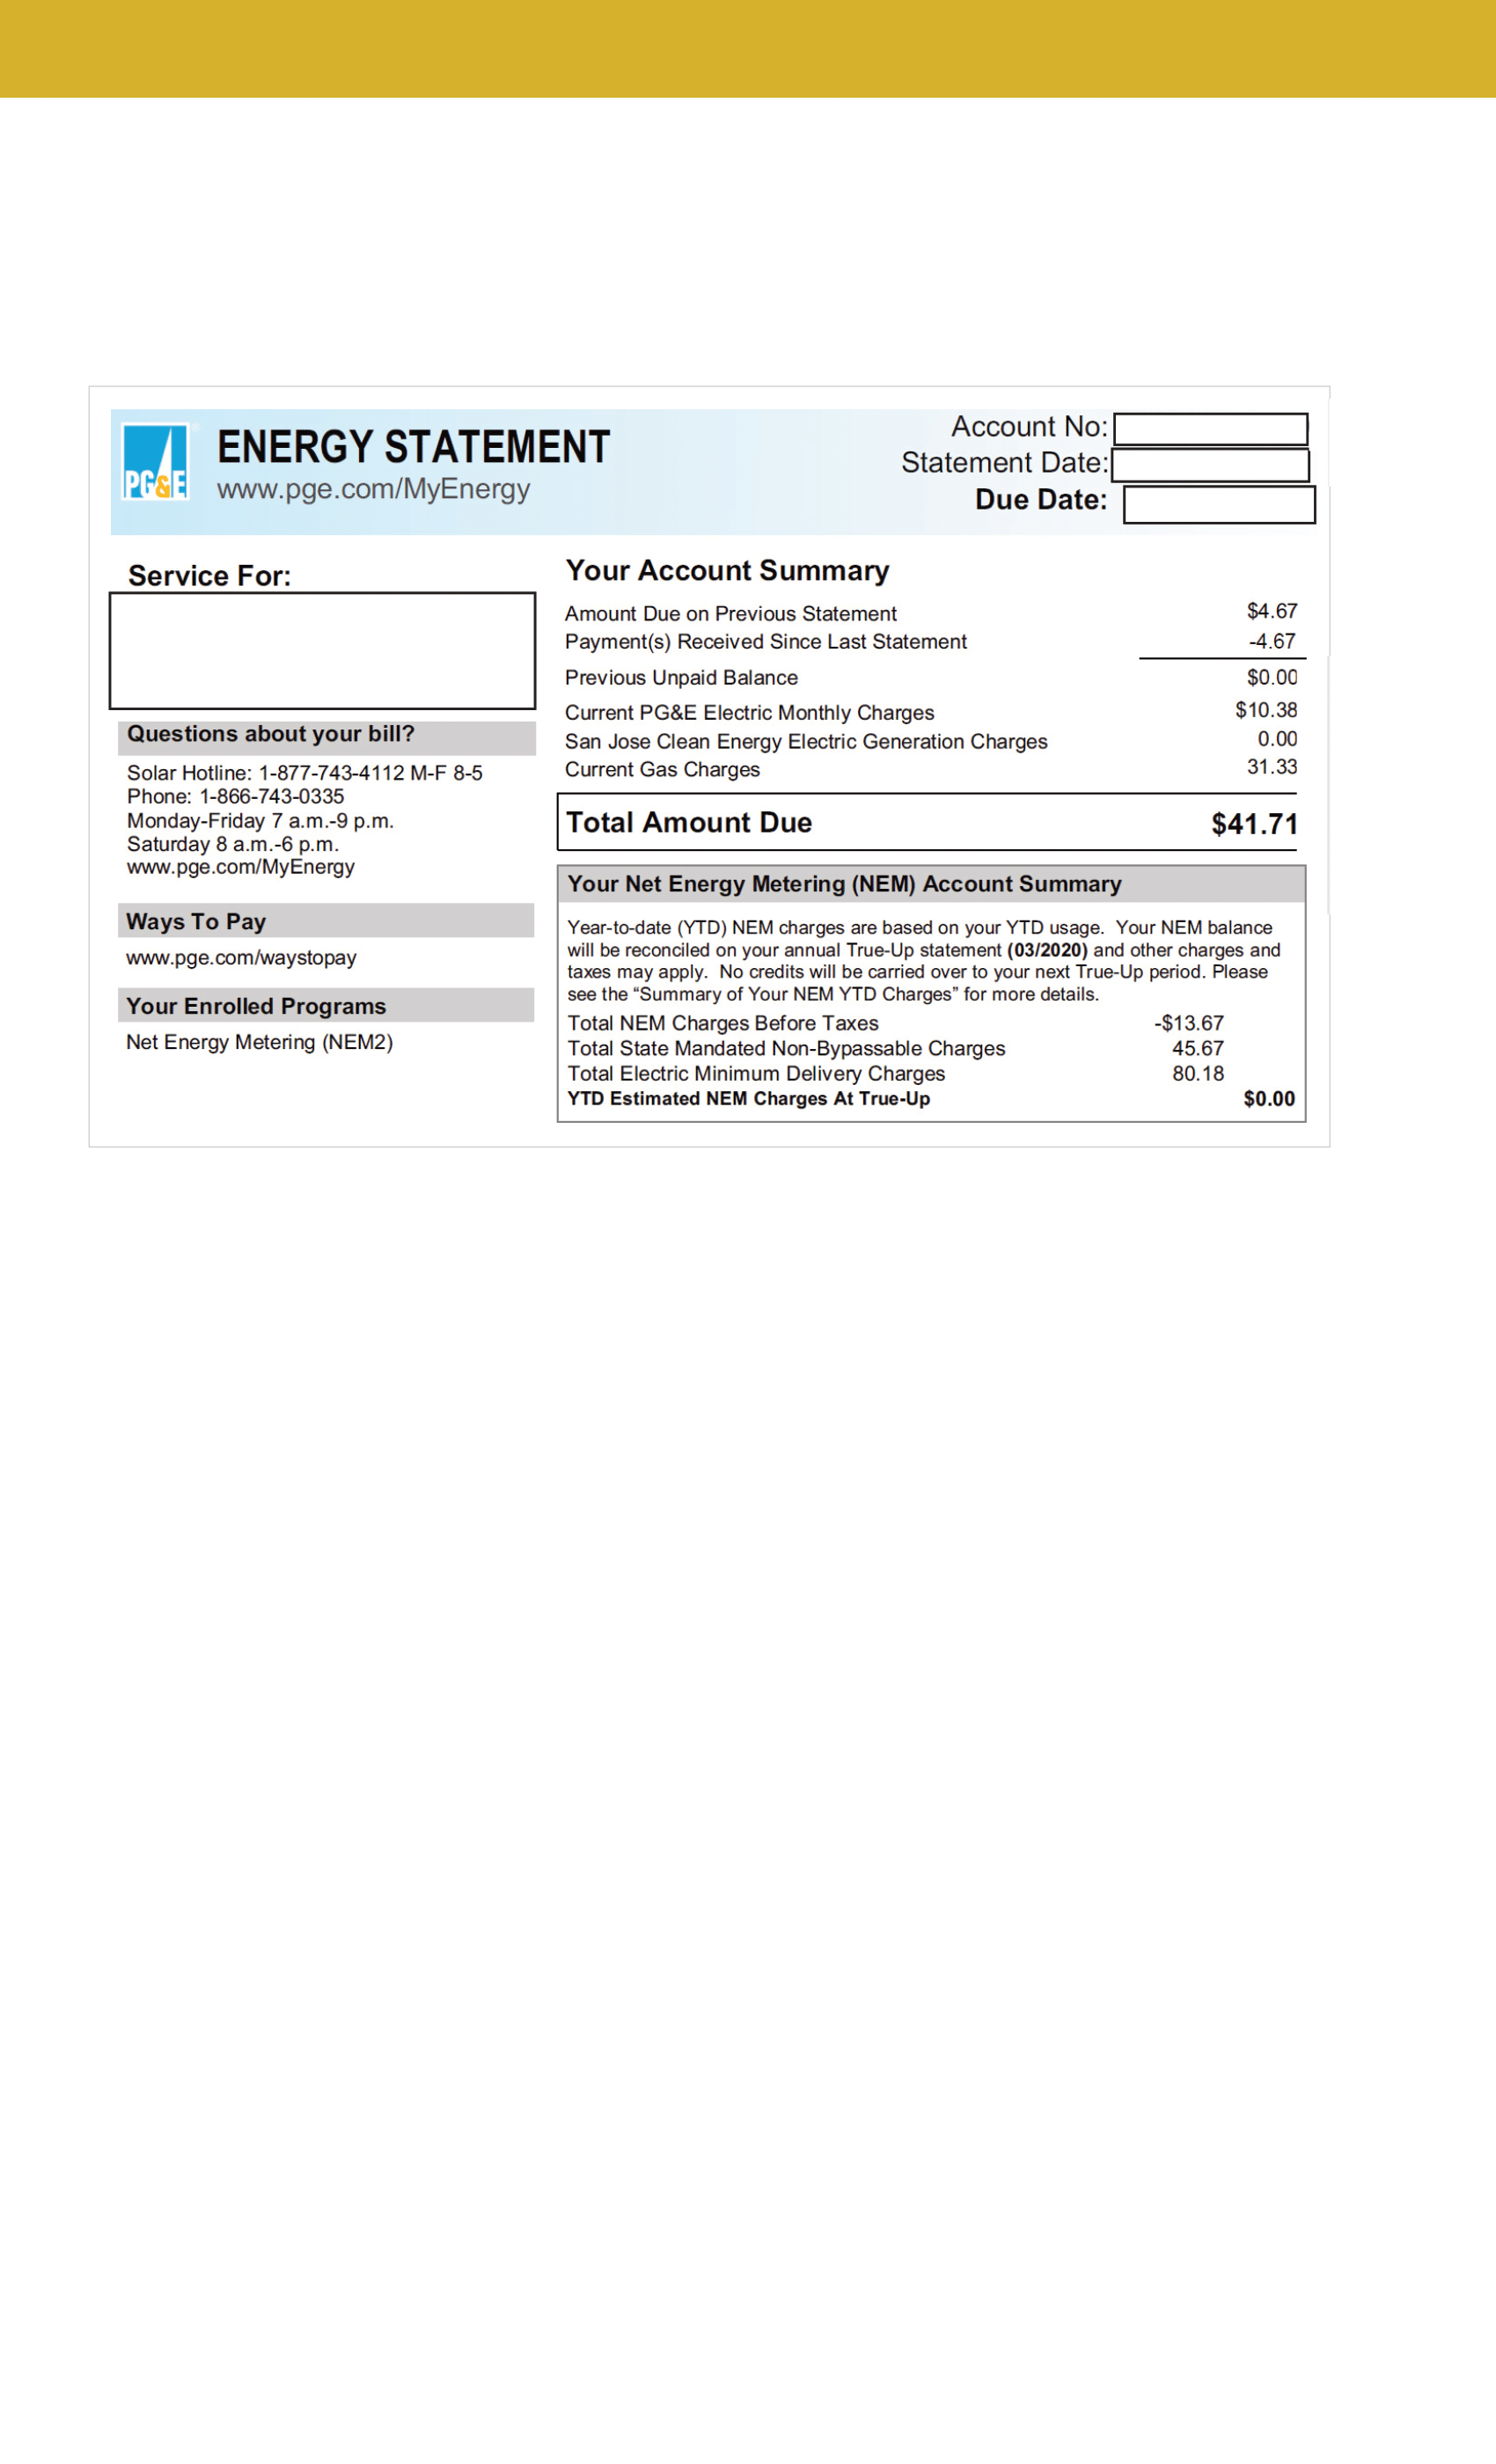 PG&E
ENERGY STATEMENT
www.pge.com/MyEnergy
Account No:
Statement Date:
Due Date:
Service For:
Questions about your bill?
Solar Hotline: 1-877-743-4112 M-F 8-5
Phone: 1-866-743-0335
Monday-Friday 7 a.m.-9 p.m.
Saturday 8 a.m.-6 p.m.
www.pge.com/MyEnergy
Ways To Pay
www.pge.com/waystopay
Your Enrolled Programs
Net Energy Metering (NEM2)
Your Account Summary
Amount Due on Previous Statement $4.67
Payment(s) Received Since Last Statement -4.67
Previous Unpaid Balance $0.00
Current PG&E Electric Monthly Charges $10.38
San Jose Clean Energy Electric Generation Charges 0.00
Current Gas Charges 31.33
Total Amount Due $41.71
Your Net Energy Metering (NEM) Account Summary
Year-to-date (YTD) NEM charges are based on your YTD usage. Your NEM balance
will be reconciled on your annual True-Up statement (03/2020) and other charges and
taxes may apply. No credits will be carried over to your next True-Up period. Please
see the “Summary of Your NEM YTD Charges” for more details.
Total NEM Charges Before Taxes -$13.67
Total State Mandated Non-Bypassable Charges 45.67
Total Electric Minimum Delivery Charges 80.18
YTD Estimated NEM Charges At True-Up $0.00